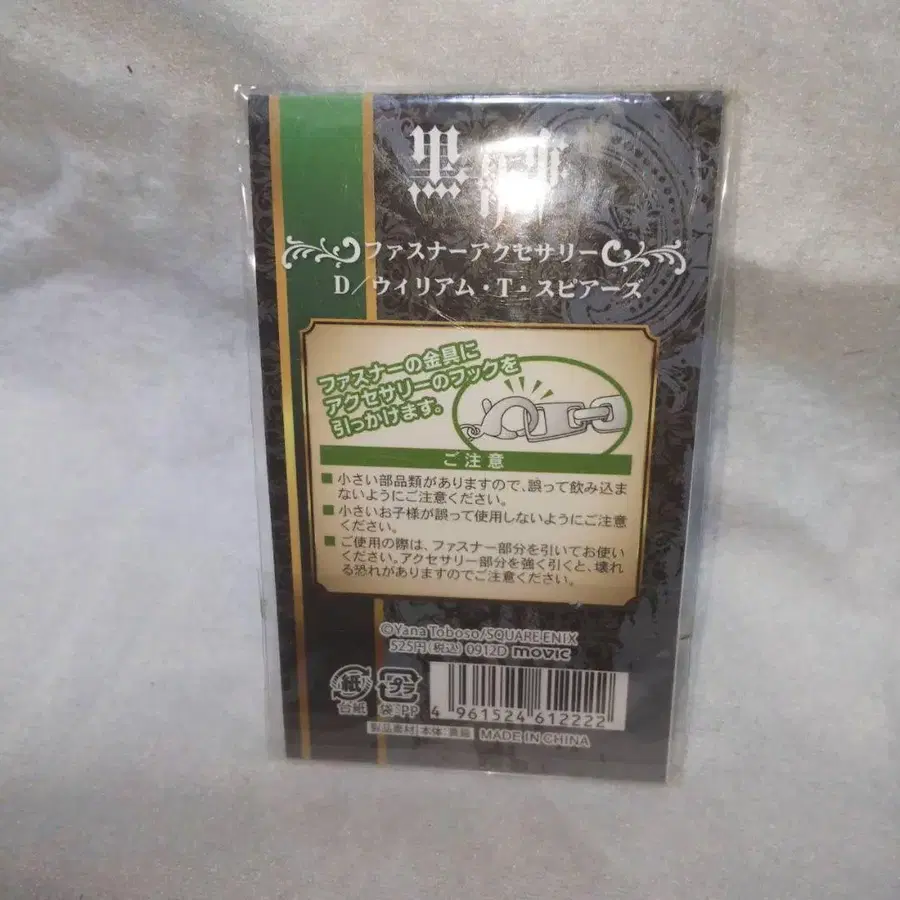 黒執事
ファスナーアクセサリー
D/ウィリアム・T・スピアーズ
ファスナーの金具に
アクセサリーのフックを
引っかけます。
ご注意
■小さい部品類がありますので、誤って飲み込ま
ないようにご注意ください。
■小さいお子様が誤って使用しないようにご注意
ください。
■ご使用の際は、ファスナー部分を引いてお使い
ください。アクセサリー部分を強く引くと、壊れ
る恐れがありますのでご注意ください。
©Yana Toboso/SQUARE ENIX
525円(税込) 0912D movic
紙 プラ
台紙 袋:PP
4 961524 612222
製品素材 本体:亜鉛 MADE IN CHINA